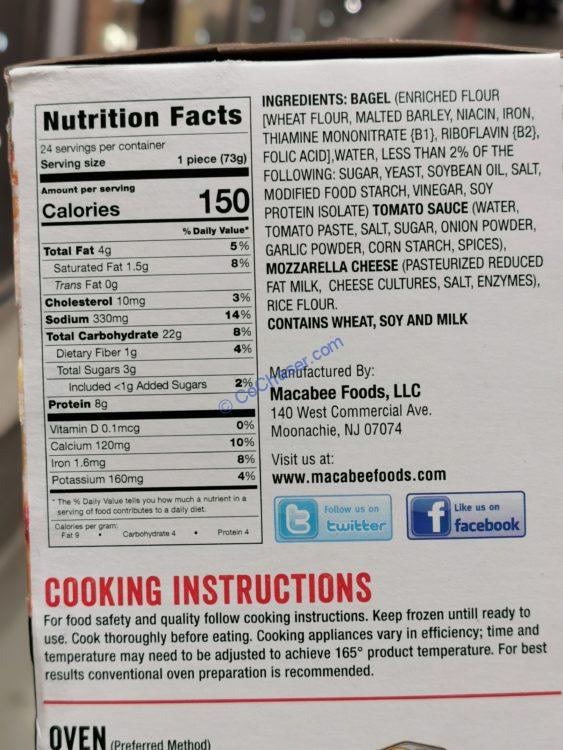 Nutrition Facts
24 servings per container
Serving size 1 piece (73g)
Amount per serving
Calories 150
% Daily Value*
Total Fat 4g 5%
Saturated Fat 1.5g 8%
Trans Fat 0g
Cholesterol 10mg 3%
Sodium 330mg 14%
Total Carbohydrate 22g 8%
Dietary Fiber 1g 4%
Total Sugars 3g
Included <1g Added Sugars 2%
Protein 8g
Vitamin D 0.1mcg 0%
Calcium 120mg 10%
Iron 1.6mg 8%
Potassium 160mg 4%
* The % Daily Value tells you how much a nutrient in a
serving of food contributes to a daily diet.
Calories per gram:
Fat 9 • Carbohydrate 4 • Protein 4
INGREDIENTS: BAGEL (ENRICHED FLOUR
[WHEAT FLOUR, MALTED BARLEY, NIACIN, IRON,
THIAMINE MONONITRATE {B1}, RIBOFLAVIN {B2},
FOLIC ACID],WATER, LESS THAN 2% OF THE
FOLLOWING: SUGAR, YEAST, SOYBEAN OIL, SALT,
MODIFIED FOOD STARCH, VINEGAR, SOY
PROTEIN ISOLATE) TOMATO SAUCE (WATER,
TOMATO PASTE, SALT, SUGAR, ONION POWDER,
GARLIC POWDER, CORN STARCH, SPICES),
MOZZARELLA CHEESE (PASTEURIZED REDUCED
FAT MILK, CHEESE CULTURES, SALT, ENZYMES),
RICE FLOUR.
CONTAINS WHEAT, SOY AND MILK
© CoChaser.com
Manufactured By:
Macabee Foods, LLC
140 West Commercial Ave.
Moonachie, NJ 07074
Visit us at:
www.macabeefoods.com
t Follow us on
twitter
f Like us on
facebook
COOKING INSTRUCTIONS
For food safety and quality follow cooking instructions. Keep frozen untill ready to
use. Cook thoroughly before eating. Cooking appliances vary in efficiency; time and
temperature may need to be adjusted to achieve 165° product temperature. For best
results conventional oven preparation is recommended.
OVEN (Preferred Method)